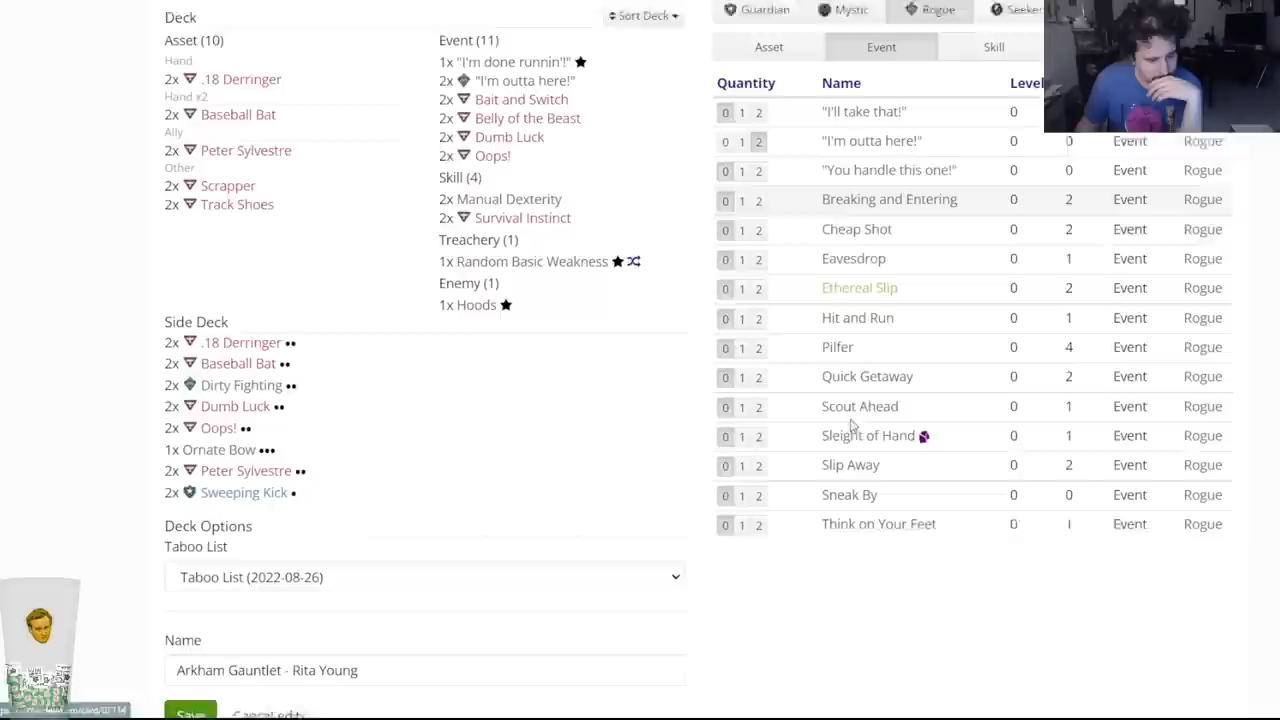 Deck
Sort Deck
Asset (10)
Hand
2x .18 Derringer
Hand x2
2x Baseball Bat
Ally
2x Peter Sylvestre
Other
2x Scrapper
2x Track Shoes
Event (11)
1x "I'm done runnin'!" ★
2x "I'm outta here!"
2x Bait and Switch
2x Belly of the Beast
2x Dumb Luck
2x Oops!
Skill (4)
2x Manual Dexterity
2x Survival Instinct
Treachery (1)
1x Random Basic Weakness ★
Enemy (1)
1x Hoods ★
Side Deck
2x .18 Derringer ••
2x Baseball Bat ••
2x Dirty Fighting ••
2x Dumb Luck ••
2x Oops! ••
1x Ornate Bow •••
2x Peter Sylvestre ••
2x Sweeping Kick •
Deck Options
Taboo List
Taboo List (2022-08-26)
Name
Arkham Gauntlet - Rita Young
Save Cancel edits
Guardian Mystic Rogue Seeker
Asset Event Skill
Quantity Name Level
0 1 2 "I'll take that!" 0
0 1 2 "I'm outta here!" 0 0 Event Rogue
0 1 2 "You handle this one!" 0 0 Event Rogue
0 1 2 Breaking and Entering 0 2 Event Rogue
0 1 2 Cheap Shot 0 2 Event Rogue
0 1 2 Eavesdrop 0 1 Event Rogue
0 1 2 Ethereal Slip 0 2 Event Rogue
0 1 2 Hit and Run 0 1 Event Rogue
0 1 2 Pilfer 0 4 Event Rogue
0 1 2 Quick Getaway 0 2 Event Rogue
0 1 2 Scout Ahead 0 1 Event Rogue
0 1 2 Sleight of Hand 0 1 Event Rogue
0 1 2 Slip Away 0 2 Event Rogue
0 1 2 Sneak By 0 0 Event Rogue
0 1 2 Think on Your Feet 0 1 Event Rogue